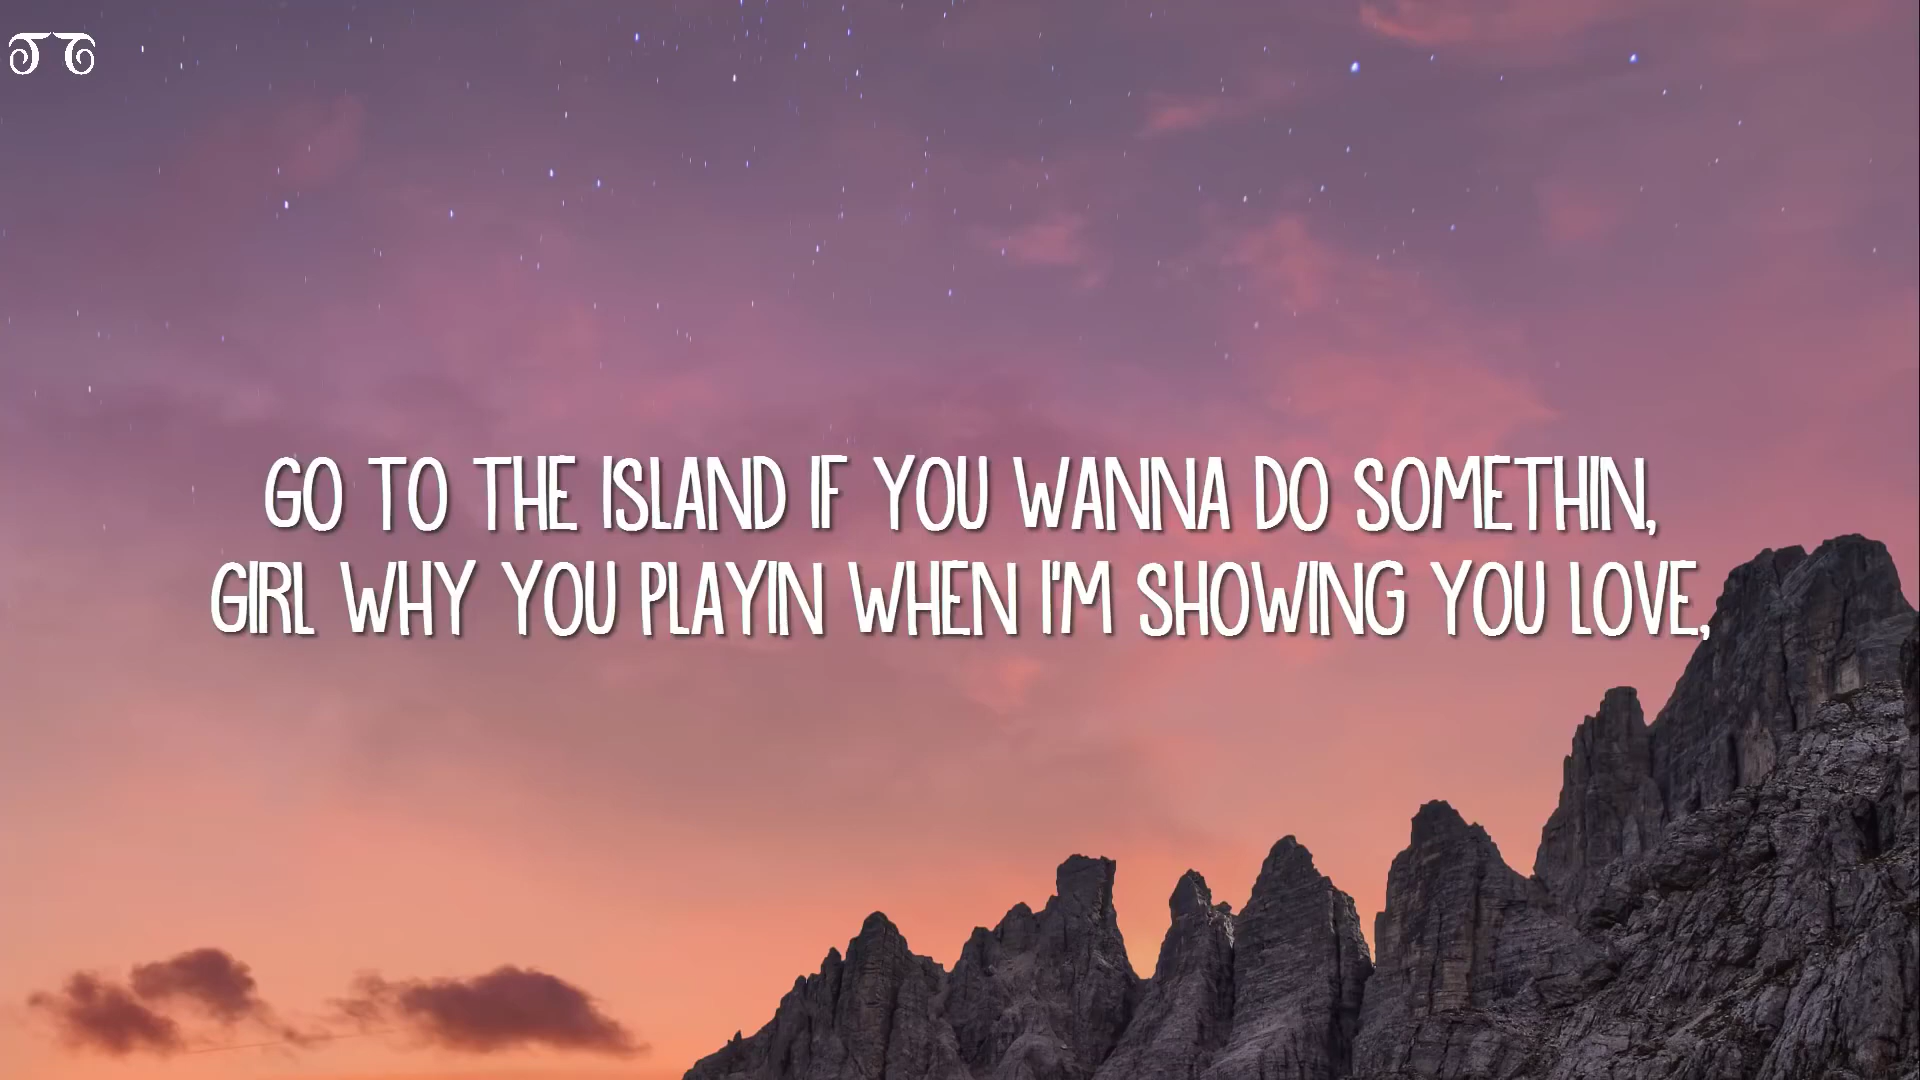 GO TO THE ISLAND IF YOU WANNA DO SOMETHIN,
GIRL WHY YOU PLAYIN WHEN I'M SHOWING YOU LOVE,